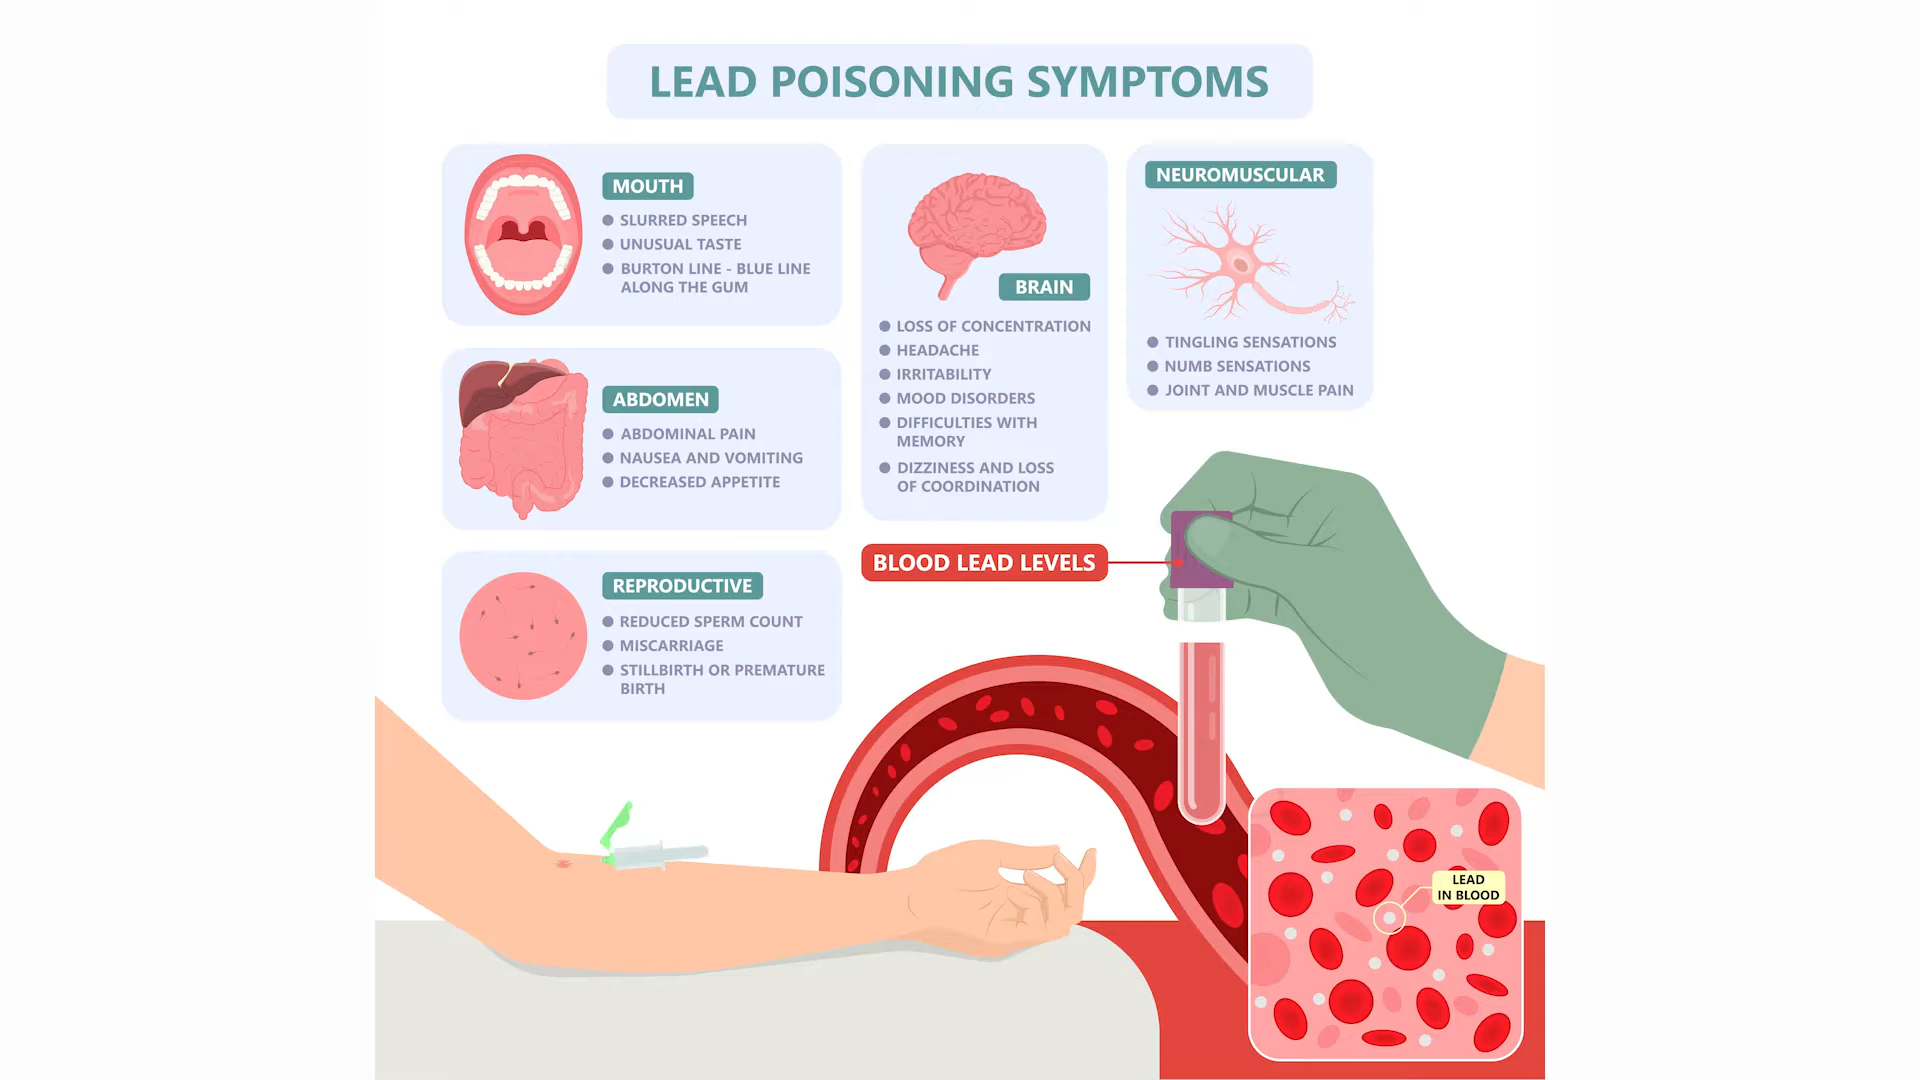 LEAD POISONING SYMPTOMS
MOUTH
SLURRED SPEECH
UNUSUAL TASTE
BURTON LINE - BLUE LINE
ALONG THE GUM
ABDOMEN
ABDOMINAL PAIN
NAUSEA AND VOMITING
DECREASED APPETITE
REPRODUCTIVE
REDUCED SPERM COUNT
MISCARRIAGE
STILLBIRTH OR PREMATURE
BIRTH
BRAIN
LOSS OF CONCENTRATION
HEADACHE
IRRITABILITY
MOOD DISORDERS
DIFFICULTIES WITH
MEMORY
DIZZINESS AND LOSS
OF COORDINATION
NEUROMUSCULAR
TINGLING SENSATIONS
NUMB SENSATIONS
JOINT AND MUSCLE PAIN
BLOOD LEAD LEVELS
LEAD
IN BLOOD